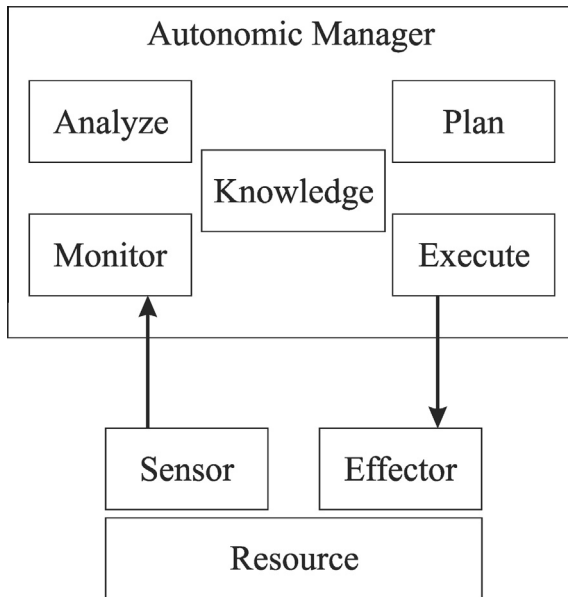 Autonomic Manager
Analyze
Plan
Knowledge
Monitor
Execute
Sensor
Effector
Resource